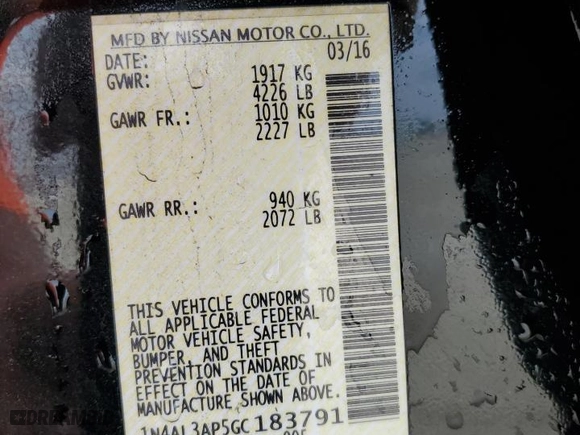 MFD BY NISSAN MOTOR CO., LTD.
DATE: 03/16
GVWR: 1917 KG
4226 LB
GAWR FR.: 1010 KG
2227 LB
GAWR RR.: 940 KG
2072 LB
THIS VEHICLE CONFORMS TO
ALL APPLICABLE FEDERAL
MOTOR VEHICLE SAFETY,
BUMPER, AND THEFT
PREVENTION STANDARDS IN
EFFECT ON THE DATE OF
MANUFACTURE SHOWN ABOVE.
1N4AL3AP5GC183791